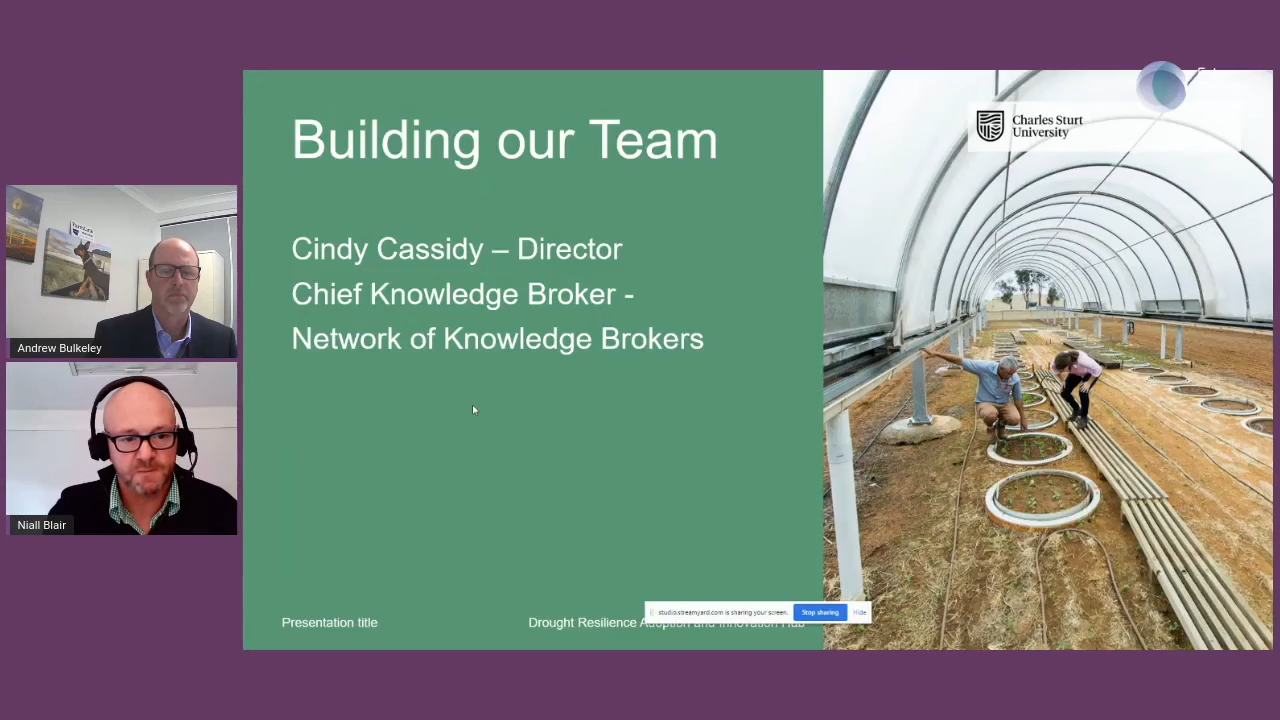 Building our Team
Charles Sturt
University
Cindy Cassidy – Director
Chief Knowledge Broker -
Network of Knowledge Brokers
Andrew Bulkeley
Niall Blair
studio.streamyard.com is sharing your screen.
Stop sharing
Hide
Presentation title
Drought Resilience Adoption and Innovation Hub